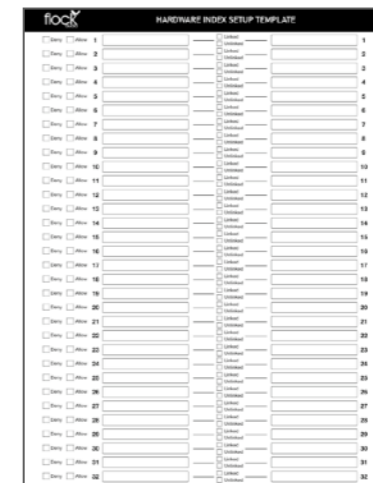 flock HARDWARE INDEX SETUP TEMPLATE
Deny Allow 1 Linked Unlinked 1
Deny Allow 2 Linked Unlinked 2
Deny Allow 3 Linked Unlinked 3
Deny Allow 4 Linked Unlinked 4
Deny Allow 5 Linked Unlinked 5
Deny Allow 6 Linked Unlinked 6
Deny Allow 7 Linked Unlinked 7
Deny Allow 8 Linked Unlinked 8
Deny Allow 9 Linked Unlinked 9
Deny Allow 10 Linked Unlinked 10
Deny Allow 11 Linked Unlinked 11
Deny Allow 12 Linked Unlinked 12
Deny Allow 13 Linked Unlinked 13
Deny Allow 14 Linked Unlinked 14
Deny Allow 15 Linked Unlinked 15
Deny Allow 16 Linked Unlinked 16
Deny Allow 17 Linked Unlinked 17
Deny Allow 18 Linked Unlinked 18
Deny Allow 19 Linked Unlinked 19
Deny Allow 20 Linked Unlinked 20
Deny Allow 21 Linked Unlinked 21
Deny Allow 22 Linked Unlinked 22
Deny Allow 23 Linked Unlinked 23
Deny Allow 24 Linked Unlinked 24
Deny Allow 25 Linked Unlinked 25
Deny Allow 26 Linked Unlinked 26
Deny Allow 27 Linked Unlinked 27
Deny Allow 28 Linked Unlinked 28
Deny Allow 29 Linked Unlinked 29
Deny Allow 30 Linked Unlinked 30
Deny Allow 31 Linked Unlinked 31
Deny Allow 32 Linked Unlinked 32